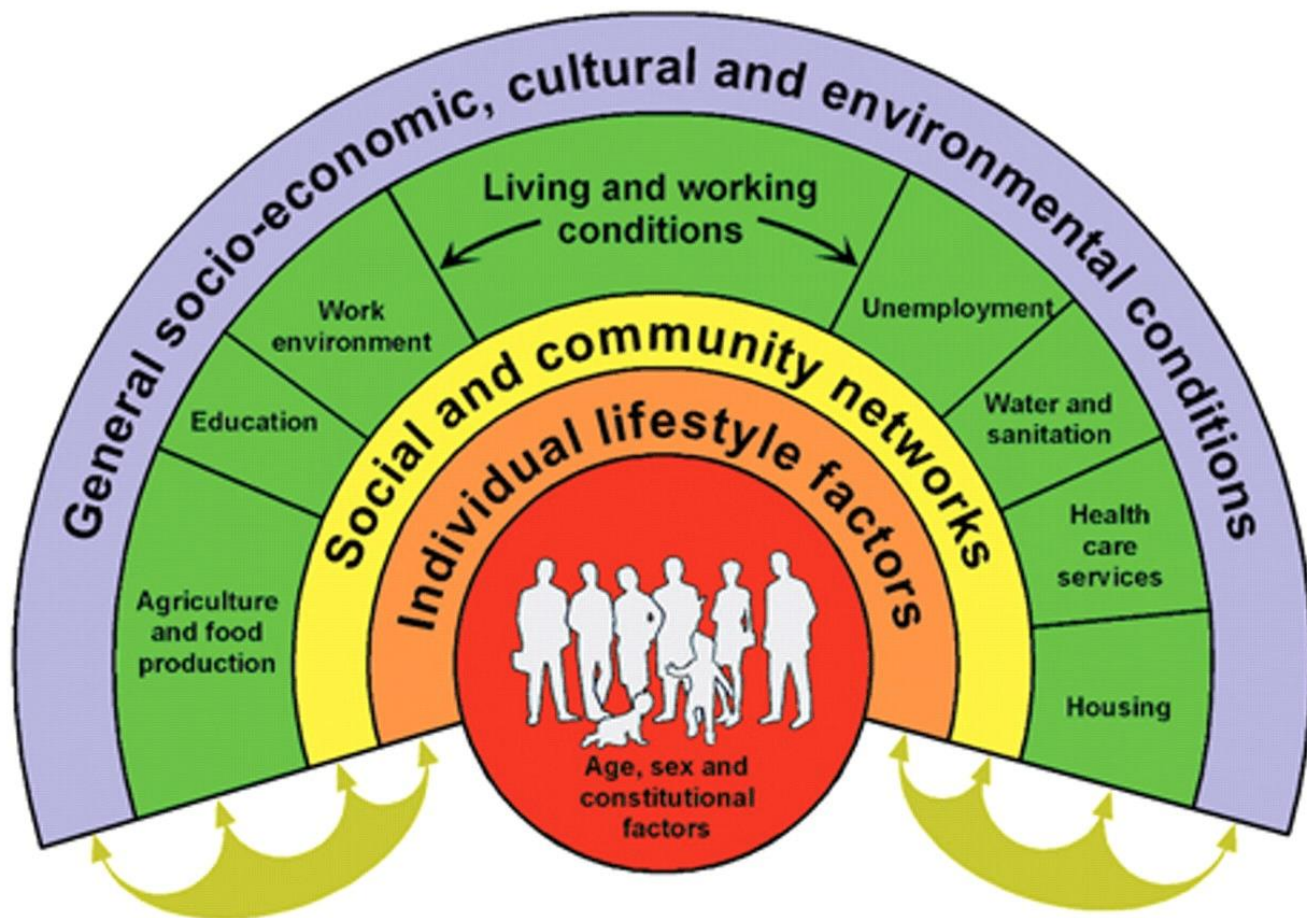 General socio-economic, cultural and environmental conditions
Living and working
conditions
Work
environment
Education
Agriculture
and food
production
Unemployment
Water and
sanitation
Health
care
services
Housing
Social and community networks
Individual lifestyle factors
Age, sex and
constitutional
factors